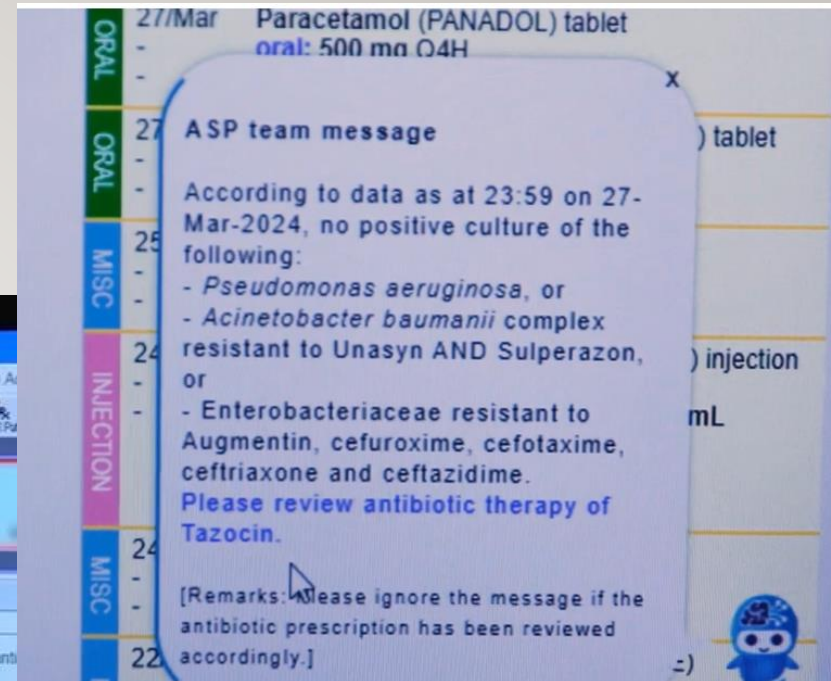 ORAL
27/Mar Paracetamol (PANADOL) tablet
-
oral: 500 mg Q4H
-
x
ORAL
27
-
-
) tablet
ASP team message
According to data as at 23:59 on 27-
Mar-2024, no positive culture of the
following:
- Pseudomonas aeruginosa, or
- Acinetobacter baumanii complex
resistant to Unasyn AND Sulperazon,
or
- Enterobacteriaceae resistant to
Augmentin, cefuroxime, cefotaxime,
ceftriaxone and ceftazidime.
Please review antibiotic therapy of
Tazocin.
[Remarks: Please ignore the message if the
antibiotic prescription has been reviewed
accordingly.]
MISC
25
-
-
INJECTION
24
-
-
) injection
mL
MISC
24
-
-
22